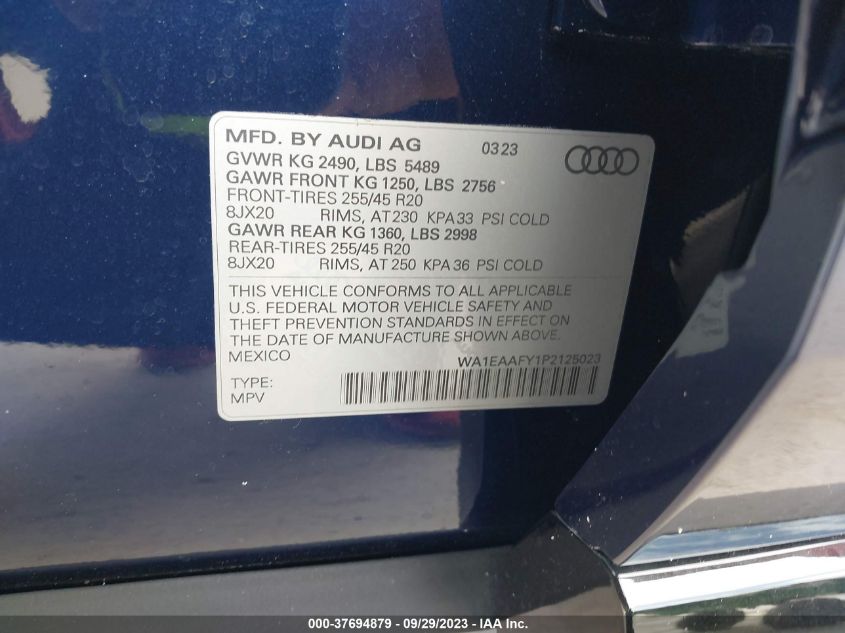 MFD. BY AUDI AG 03 23
GVWR KG 2490, LBS 5489
GAWR FRONT KG 1250, LBS 2756
FRONT-TIRES 255/45 R20
8JX20 RIMS, AT 230 KPA 33 PSI COLD
GAWR REAR KG 1360, LBS 2998
REAR-TIRES 255/45 R20
8JX20 RIMS, AT 250 KPA 36 PSI COLD
THIS VEHICLE CONFORMS TO ALL APPLICABLE
U.S. FEDERAL MOTOR VEHICLE SAFETY AND
THEFT PREVENTION STANDARDS IN EFFECT ON
THE DATE OF MANUFACTURE SHOWN ABOVE.
MEXICO
WA1EAAFY1P2125023
TYPE:
MPV
000-37694879 - 09/29/2023 - IAA Inc.